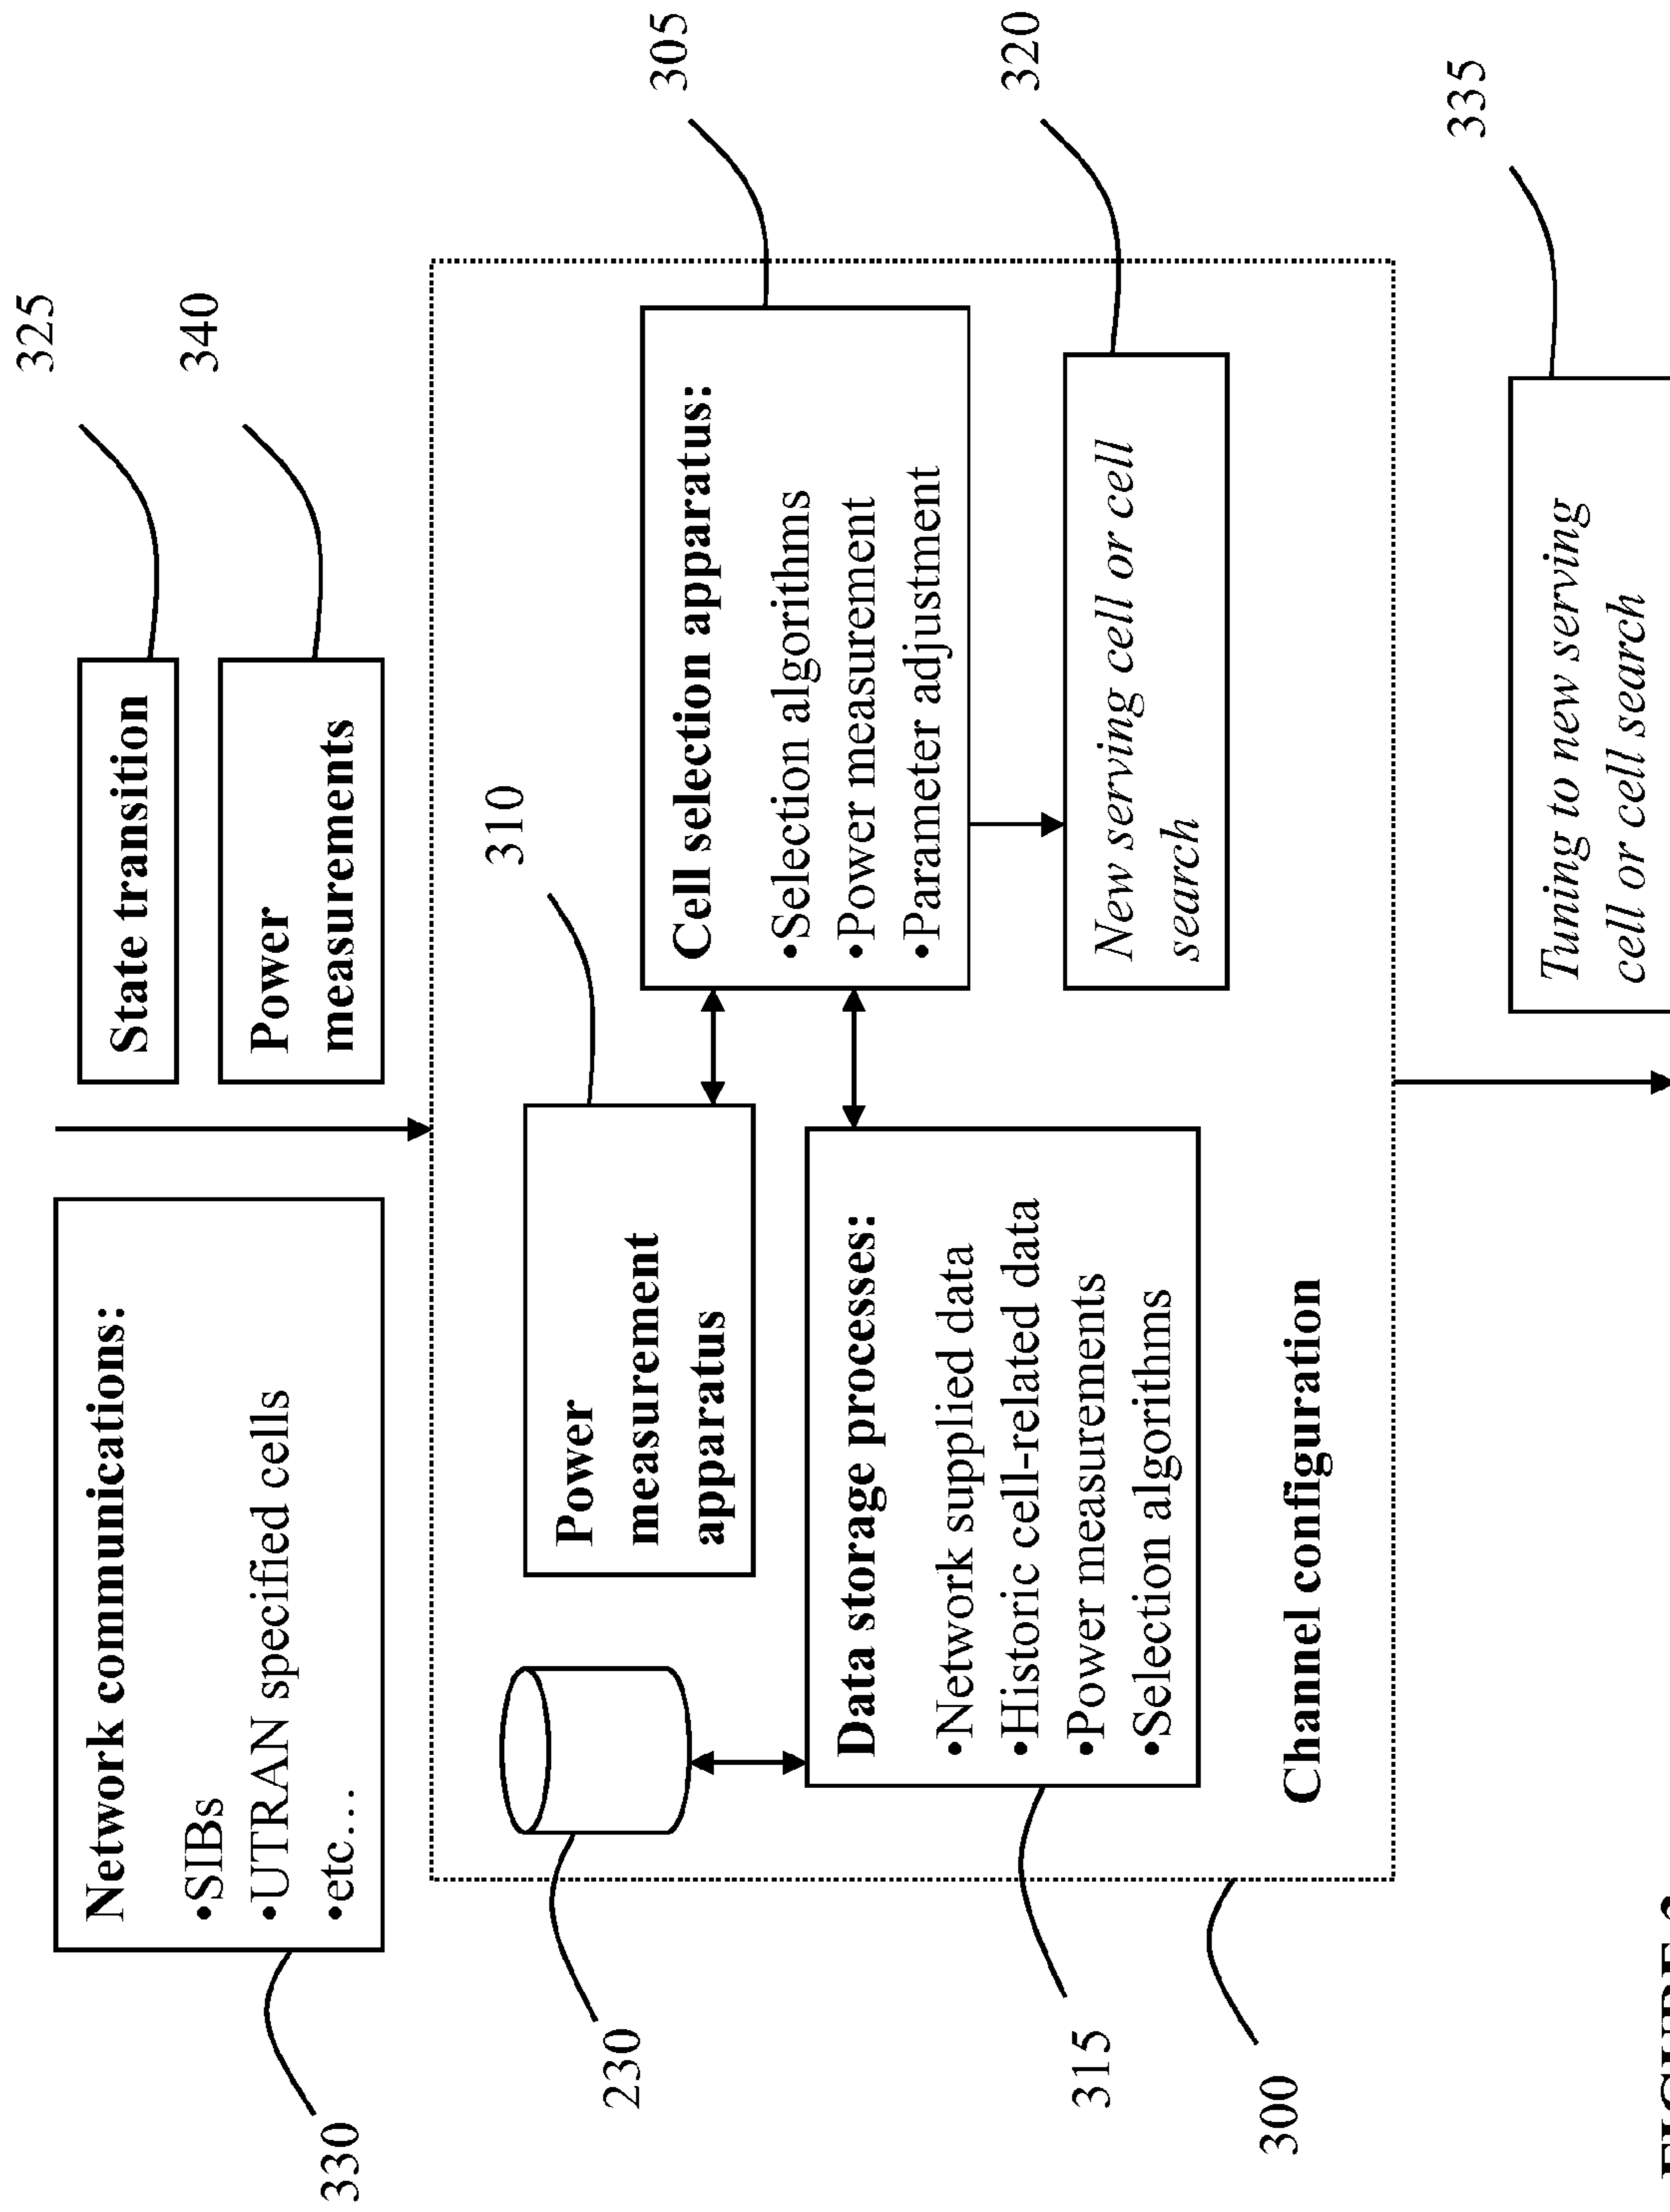 Network communications:
•SIBs
•UTRAN specified cells
•etc…
330
State transition
325
Power
measurements
340
230
Power
measurement
apparatus
310
Cell selection apparatus:
•Selection algorithms
•Power measurement
•Parameter adjustment
305
Data storage processes:
•Network supplied data
•Historic cell-related data
•Power measurements
•Selection algorithms
315
New serving cell or cell
search
320
Channel configuration
300
Tuning to new serving
cell or cell search
335
FIGURE